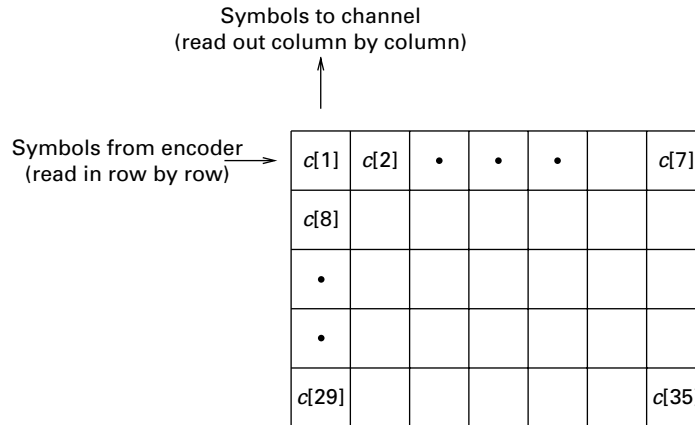 Symbols to channel
(read out column by column)
Symbols from encoder
(read in row by row)
c[1] c[2] • • • c[7]
c[8]
•
•
c[29] c[35